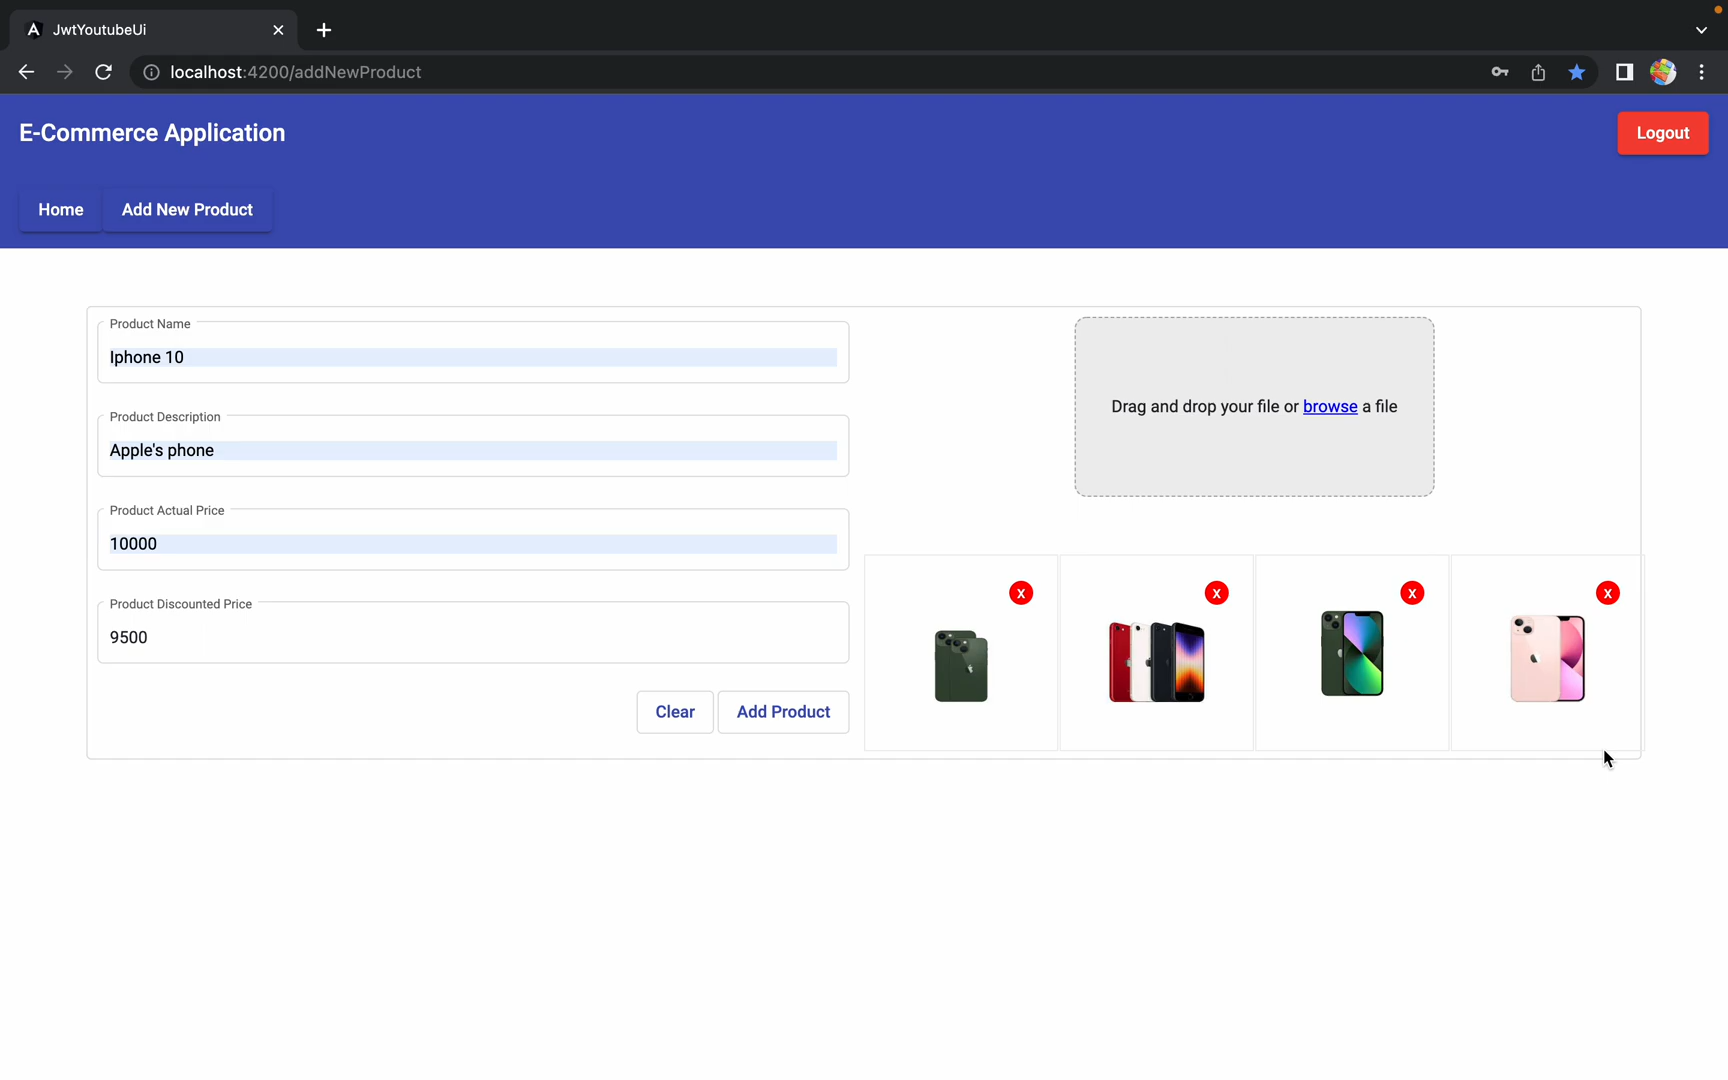 JwtYoutubeUi
localhost:4200/addNewProduct
E-Commerce Application
Logout
Home
Add New Product
Product Name
Iphone 10
Product Description
Apple's phone
Product Actual Price
10000
Product Discounted Price
9500
Clear
Add Product
Drag and drop your file or browse a file
X
X
X
X